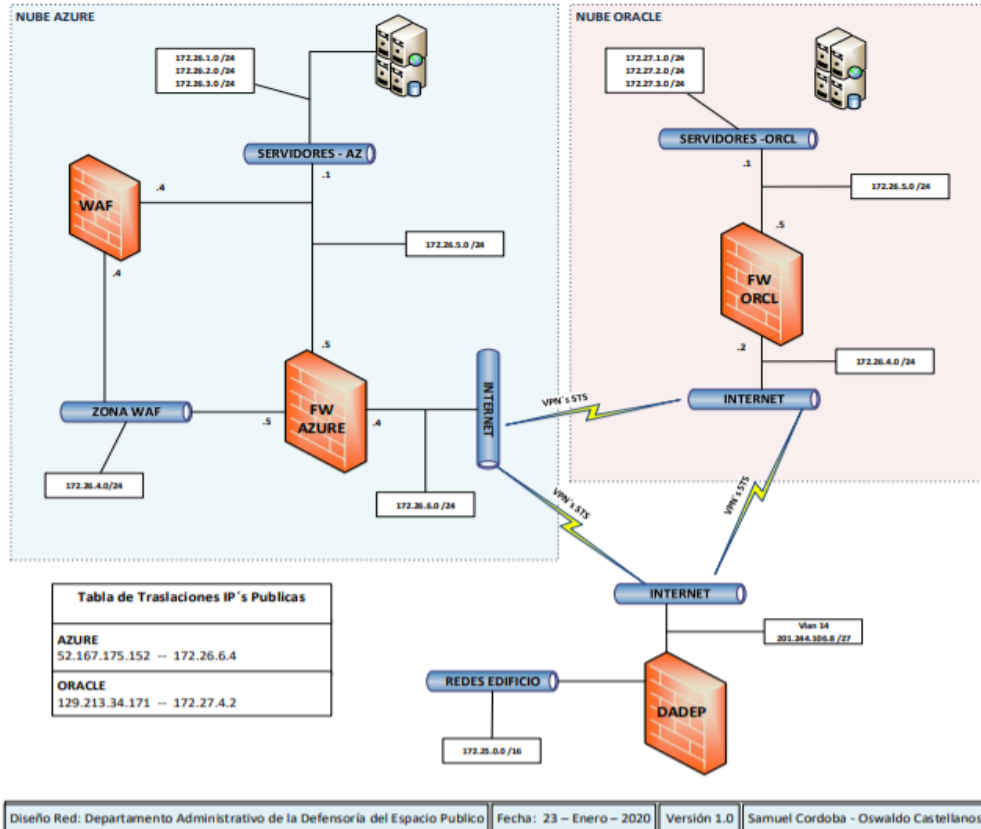 NUBE AZURE
172.26.1.0 /24
172.26.2.0 /24
172.26.3.0 /24
SERVIDORES - AZ
.1
.4
WAF
.4
172.26.5.0 /24
.5
ZONA WAF
.5
FW
AZURE
.4
INTERNET
172.26.4.0/24
172.26.6.0 /24
NUBE ORACLE
172.27.1.0 /24
172.27.2.0 /24
172.27.3.0 /24
SERVIDORES -ORCL
.1
172.26.5.0 /24
.5
FW
ORCL
.2
172.26.4.0 /24
INTERNET
VPN´s STS
VPN´s STS
VPN´s STS
INTERNET
Vlan 14
201.244.106.8 /27
REDES EDIFICIO
DADEP
172.25.0.0 /16
Tabla de Traslaciones IP´s Publicas
AZURE
52.167.175.152 -- 172.26.6.4
ORACLE
129.213.34.171 -- 172.27.4.2
Diseño Red: Departamento Administrativo de la Defensoría del Espacio Publico
Fecha: 23 – Enero – 2020
Versión 1.0
Samuel Cordoba - Oswaldo Castellanos